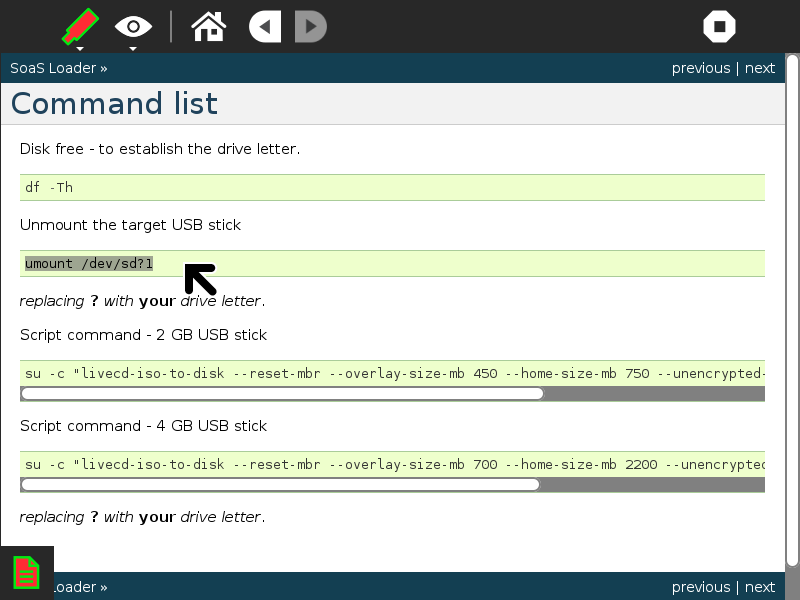 SoaS Loader »
previous | next
Command list
Disk free - to establish the drive letter.
df -Th
Unmount the target USB stick
umount /dev/sd?1
replacing ? with your drive letter.
Script command - 2 GB USB stick
su -c "livecd-iso-to-disk --reset-mbr --overlay-size-mb 450 --home-size-mb 750 --unencrypted-
Script command - 4 GB USB stick
su -c "livecd-iso-to-disk --reset-mbr --overlay-size-mb 700 --home-size-mb 2200 --unencrypted
replacing ? with your drive letter.
Loader »
previous | next